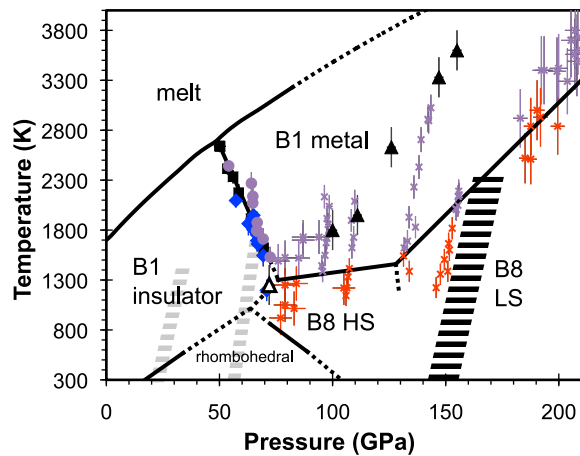 3800
3300
2800
2300
1800
1300
800
300
Temperature (K)
melt
B1 metal
B1
insulator
B8 HS
B8
LS
rhombohedral
0
50
100
150
200
Pressure (GPa)